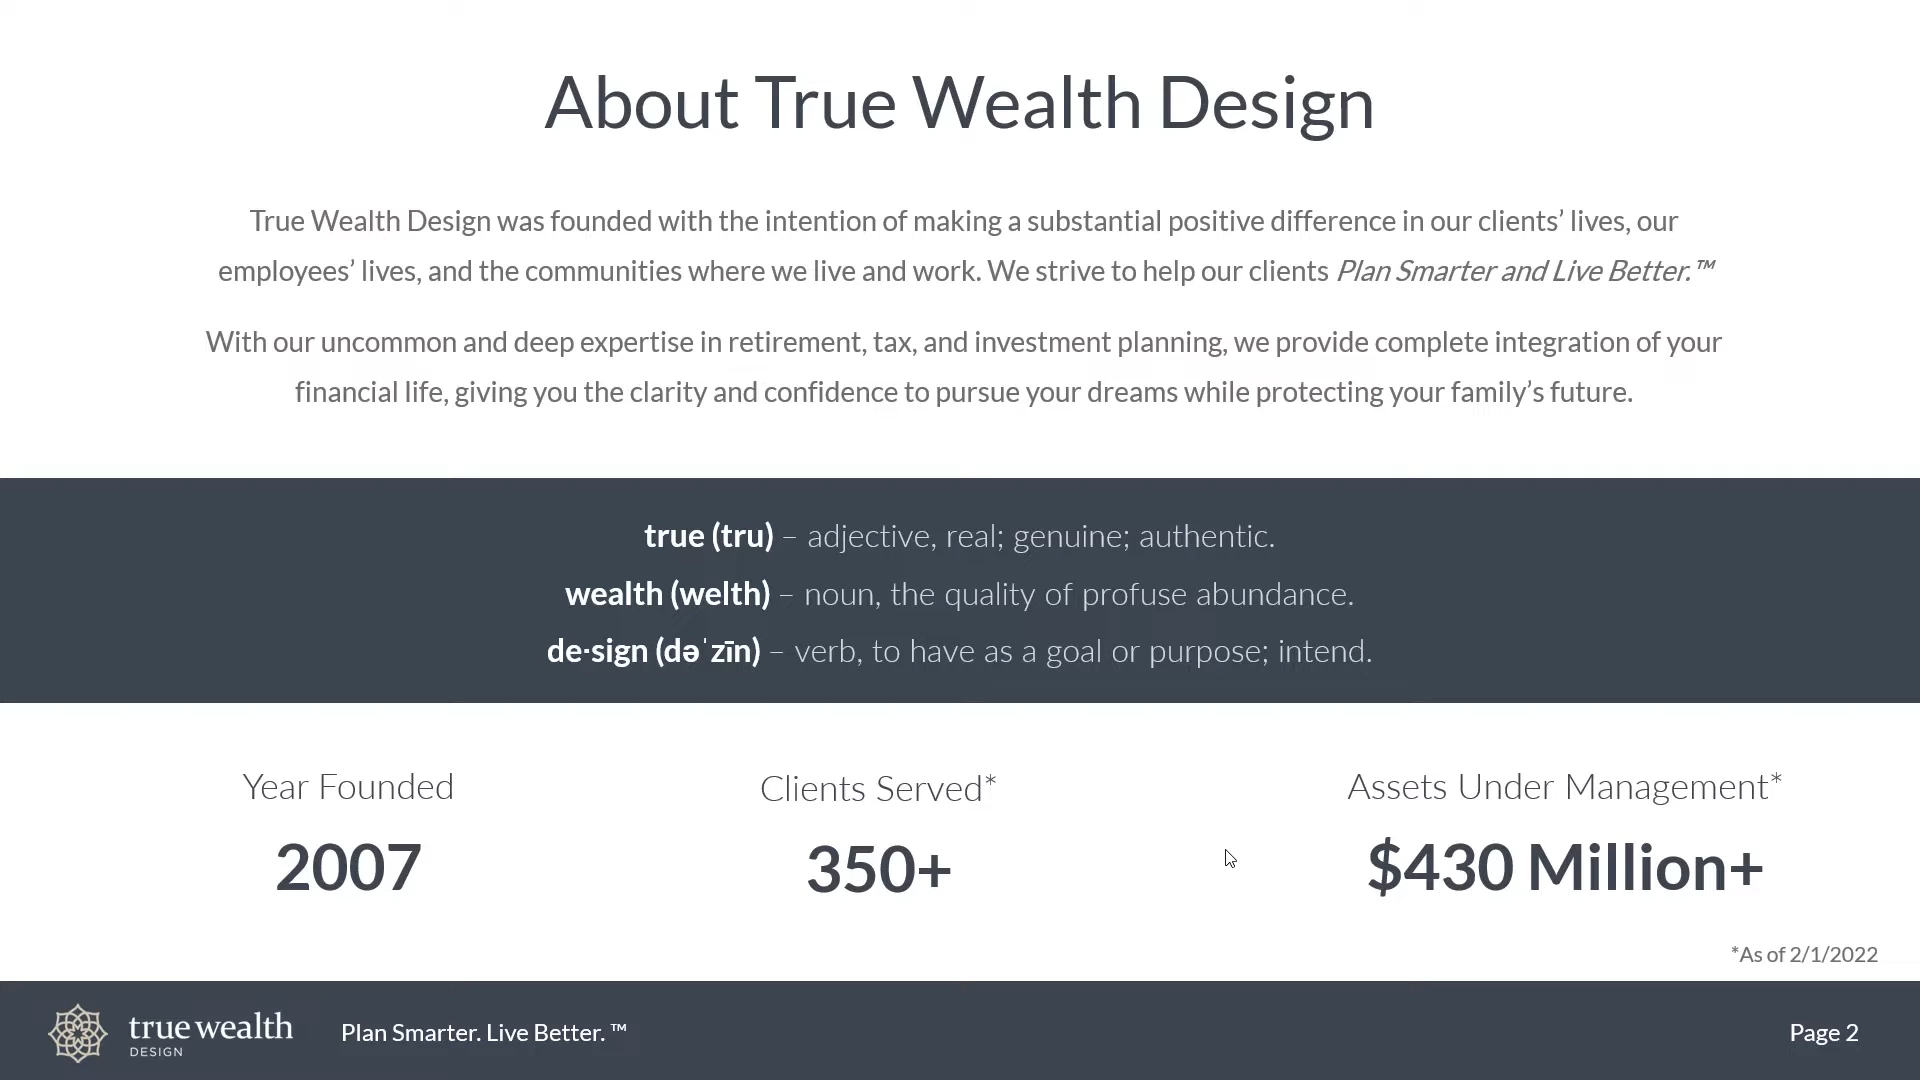 About True Wealth Design
True Wealth Design was founded with the intention of making a substantial positive difference in our clients’ lives, our
employees’ lives, and the communities where we live and work. We strive to help our clients Plan Smarter and Live Better.™
With our uncommon and deep expertise in retirement, tax, and investment planning, we provide complete integration of your
financial life, giving you the clarity and confidence to pursue your dreams while protecting your family’s future.
true (tru) – adjective, real; genuine; authentic.
wealth (welth) – noun, the quality of profuse abundance.
de·sign (dəˈzīn) – verb, to have as a goal or purpose; intend.
Year Founded
2007
Clients Served*
350+
Assets Under Management*
$430 Million+
*As of 2/1/2022
true wealth
DESIGN
Plan Smarter. Live Better. ™
Page 2